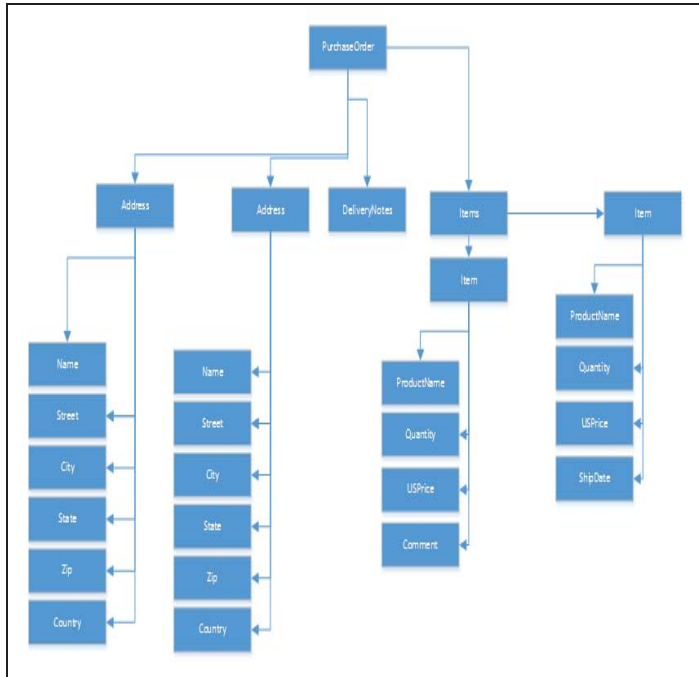 PurchaseOrder
Address
Address
DeliveryNotes
Items
Item
Item
Name
Street
City
State
Zip
Country
Name
Street
City
State
Zip
Country
ProductName
Quantity
USPrice
Comment
ProductName
Quantity
USPrice
ShipDate